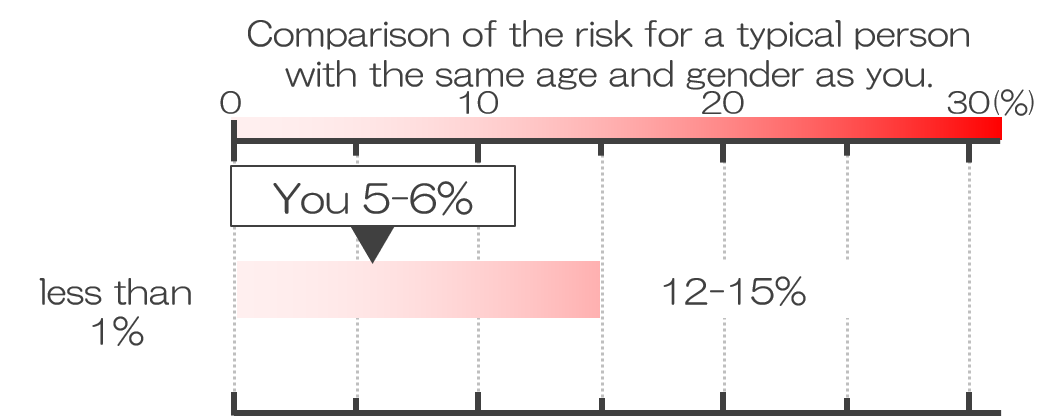 Comparison of the risk for a typical person
with the same age and gender as you.
0 10 20 30(%)
You 5-6%
less than
1%
12-15%